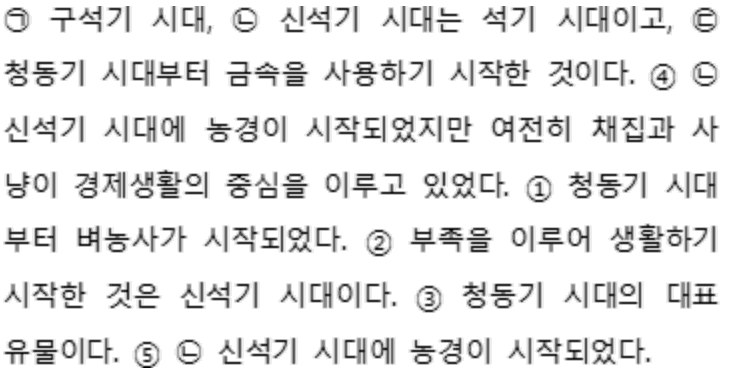 ㉠ 구석기 시대, ㉡ 신석기 시대는 석기 시대이고, ㉢
청동기 시대부터 금속을 사용하기 시작한 것이다. ④ ㉡
신석기 시대에 농경이 시작되었지만 여전히 채집과 사
냥이 경제생활의 중심을 이루고 있었다. ① 청동기 시대
부터 벼농사가 시작되었다. ② 부족을 이루어 생활하기
시작한 것은 신석기 시대이다. ③ 청동기 시대의 대표
유물이다. ⑤ ㉡ 신석기 시대에 농경이 시작되었다.